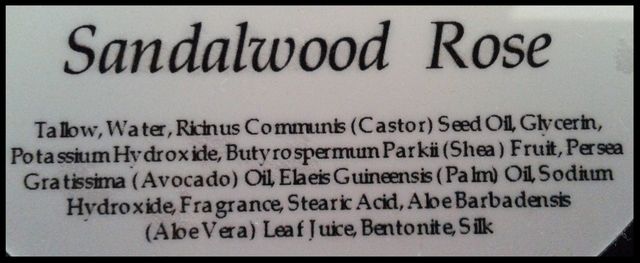 Sandalwood Rose
Tallow, Water, Ricinus Communis (Castor) Seed Oil, Glycerin,
Potassium Hydroxide, Butyrospermum Parkii (Shea) Fruit, Persea
Gratissima (Avocado) Oil, Elaeis Guineensis (Palm) Oil, Sodium
Hydroxide, Fragrance, Stearic Acid, Aloe Barbadensis
(Aloe Vera) Leaf Juice, Bentonite, Silk